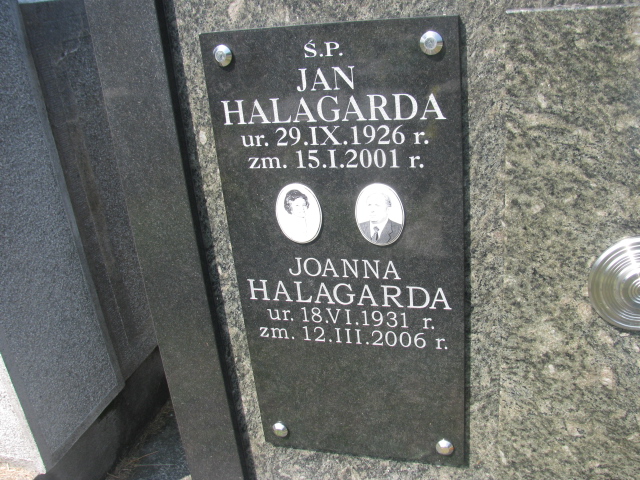 Ś.P.
JAN
HALAGARDA
ur. 29.IX.1926 r.
zm. 15.I.2001 r.
JOANNA
HALAGARDA
ur. 18.VI.1931 r.
zm. 12.III.2006 r.